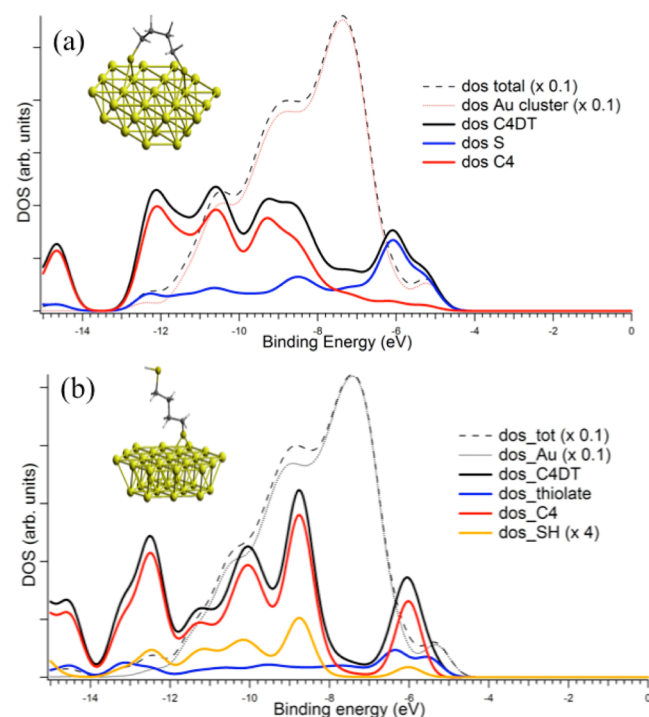 (a)
dos total (x 0.1)
dos Au cluster (x 0.1)
dos C4DT
dos S
dos C4
DOS (arb. units)
-14 -12 -10 -8 -6 -4 -2 0
Binding Energy (eV)
(b)
dos_tot (x 0.1)
dos_Au (x 0.1)
dos_C4DT
dos_thiolate
dos_C4
dos_SH (x 4)
DOS (arb. units)
-14 -12 -10 -8 -6 -4 -2 0
Binding energy (eV)